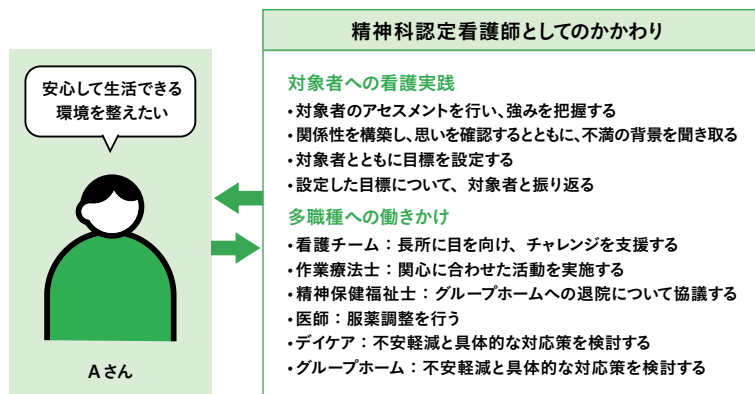 精神科認定看護師としてのかかわり
安心して生活できる
環境を整えたい
Aさん
対象者への看護実践
・対象者のアセスメントを行い、強みを把握する
・関係性を構築し、思いを確認するとともに、不満の背景を聞き取る
・対象者とともに目標を設定する
・設定した目標について、対象者と振り返る
多職種への働きかけ
・看護チーム：長所に目を向け、チャレンジを支援する
・作業療法士：関心に合わせた活動を実施する
・精神保健福祉士：グループホームへの退院について協議する
・医師：服薬調整を行う
・デイケア：不安軽減と具体的な対応策を検討する
・グループホーム：不安軽減と具体的な対応策を検討する